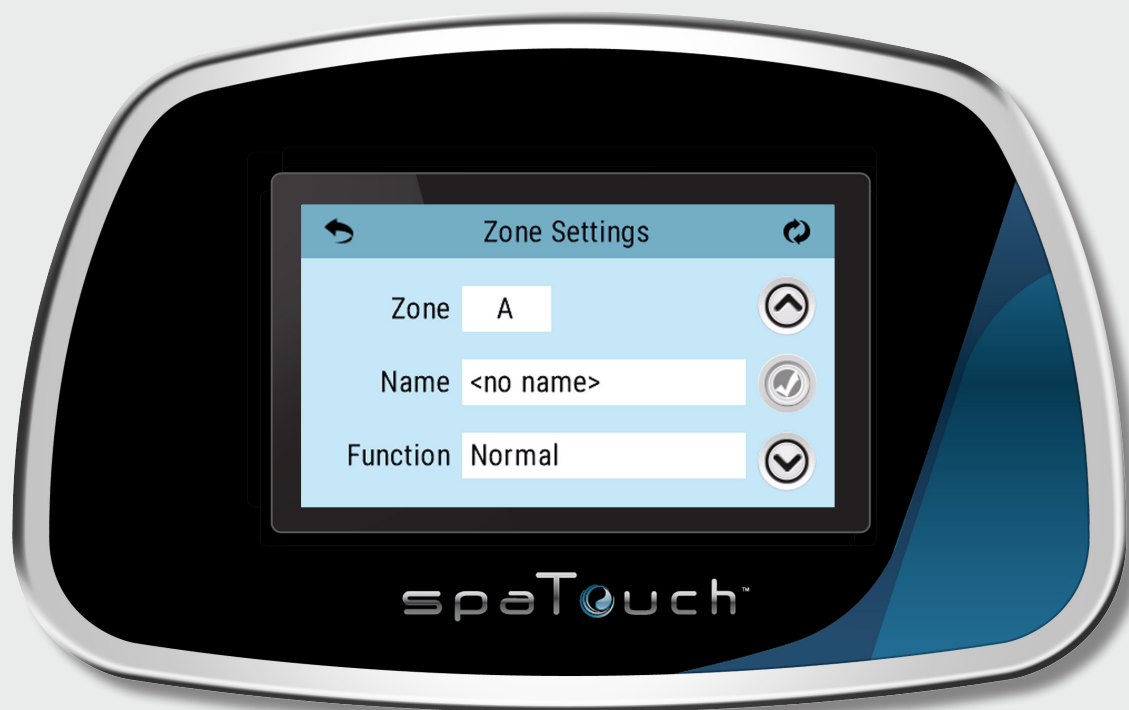 Zone Settings
Zone A
Name <no name>
Function Normal
spaTouch™